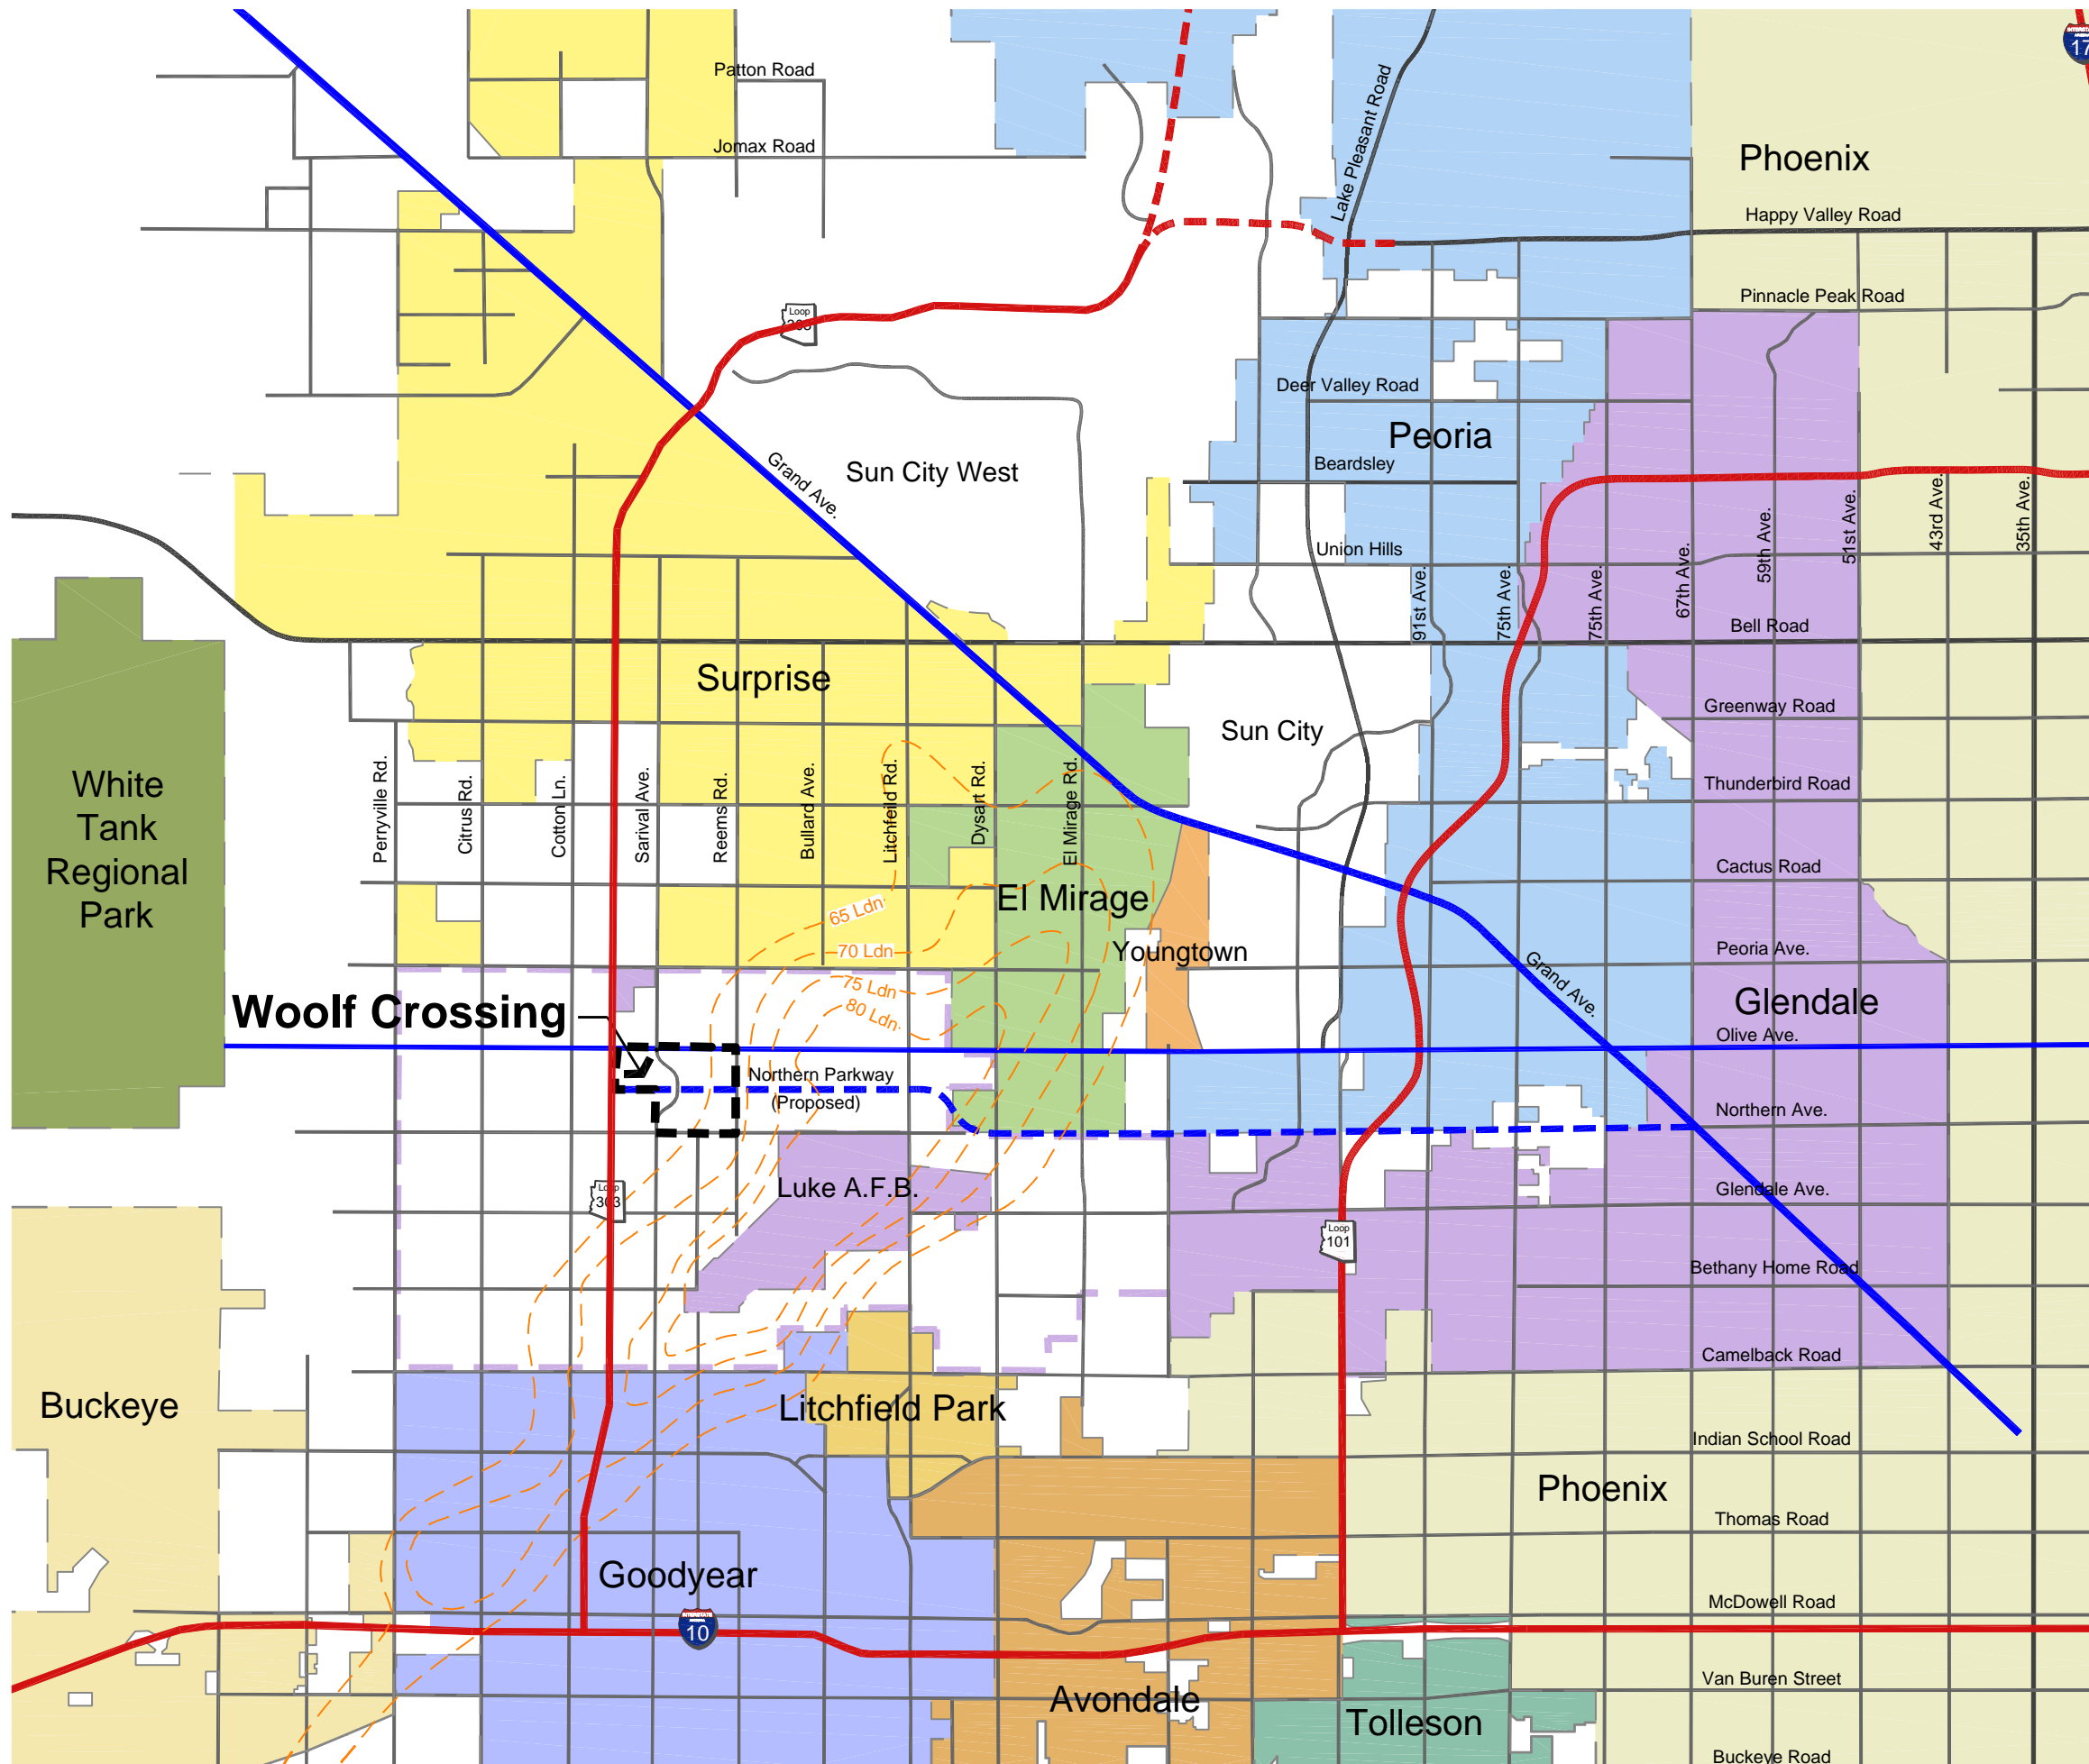 INTERSTATE
17
Patton Road
Jomax Road
Lake Pleasant Road
Phoenix
Happy Valley Road
Pinnacle Peak Road
Loop
303
Deer Valley Road
Peoria
Beardsley
Sun City West
Grand Ave.
Union Hills
91st Ave.
75th Ave.
75th Ave.
67th Ave.
59th Ave.
51st Ave.
43rd Ave.
35th Ave.
Bell Road
Surprise
Greenway Road
Sun City
White
Tank
Regional
Park
Perryville Rd.
Citrus Rd.
Cotton Ln.
Sarival Ave.
Reems Rd.
Bullard Ave.
Litchfeild Rd.
Dysart Rd.
El Mirage Rd.
Thunderbird Road
Cactus Road
El Mirage
65 Ldn
70 Ldn
75 Ldn
80 Ldn
Youngtown
Peoria Ave.
Grand Ave.
Glendale
Woolf Crossing
Olive Ave.
Northern Parkway
(Proposed)
Northern Ave.
Luke A.F.B.
Glendale Ave.
Loop
303
Loop
101
Bethany Home Road
Camelback Road
Buckeye
Litchfield Park
Indian School Road
Phoenix
Thomas Road
Goodyear
McDowell Road
INTERSTATE
10
Van Buren Street
Avondale
Tolleson
Buckeye Road